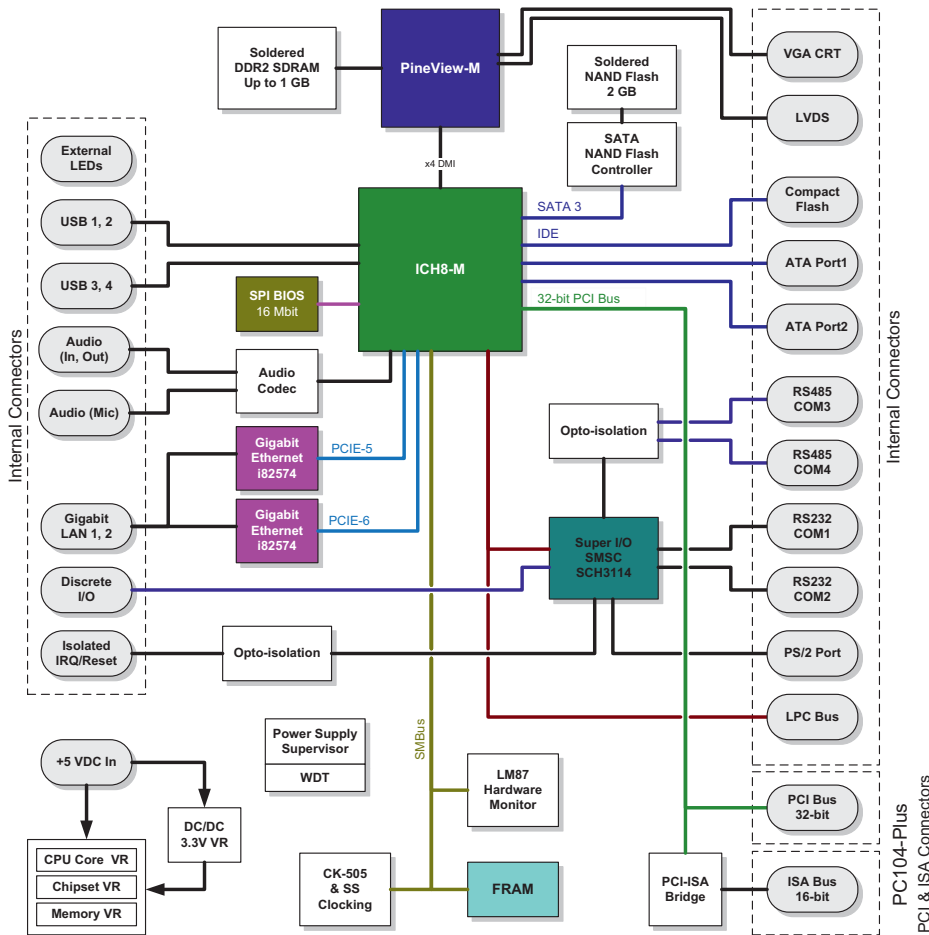 Soldered
DDR2 SDRAM
Up to 1 GB
PineView-M
Soldered
NAND Flash
2 GB
VGA CRT
LVDS
x4 DMI
SATA
NAND Flash
Controller
External
LEDs
USB 1, 2
USB 3, 4
Audio
(In, Out)
Audio (Mic)
Gigabit
LAN 1, 2
Discrete
I/O
Isolated
IRQ/Reset
Internal Connectors
ICH8-M
SATA 3
IDE
32-bit PCI Bus
SPI BIOS
16 Mbit
Audio
Codec
Gigabit
Ethernet
i82574
PCIE-5
Gigabit
Ethernet
i82574
PCIE-6
Compact
Flash
ATA Port1
ATA Port2
Opto-isolation
RS485
COM3
RS485
COM4
Super I/O
SMSC
SCH3114
RS232
COM1
RS232
COM2
PS/2 Port
LPC Bus
Internal Connectors
Opto-isolation
SMBus
Power Supply
Supervisor
WDT
LM87
Hardware
Monitor
+5 VDC In
DC/DC
3.3V VR
CPU Core VR
Chipset VR
Memory VR
CK-505
& SS
Clocking
FRAM
PCI-ISA
Bridge
PCI Bus
32-bit
ISA Bus
16-bit
PC104-Plus
PCI & ISA Connectors